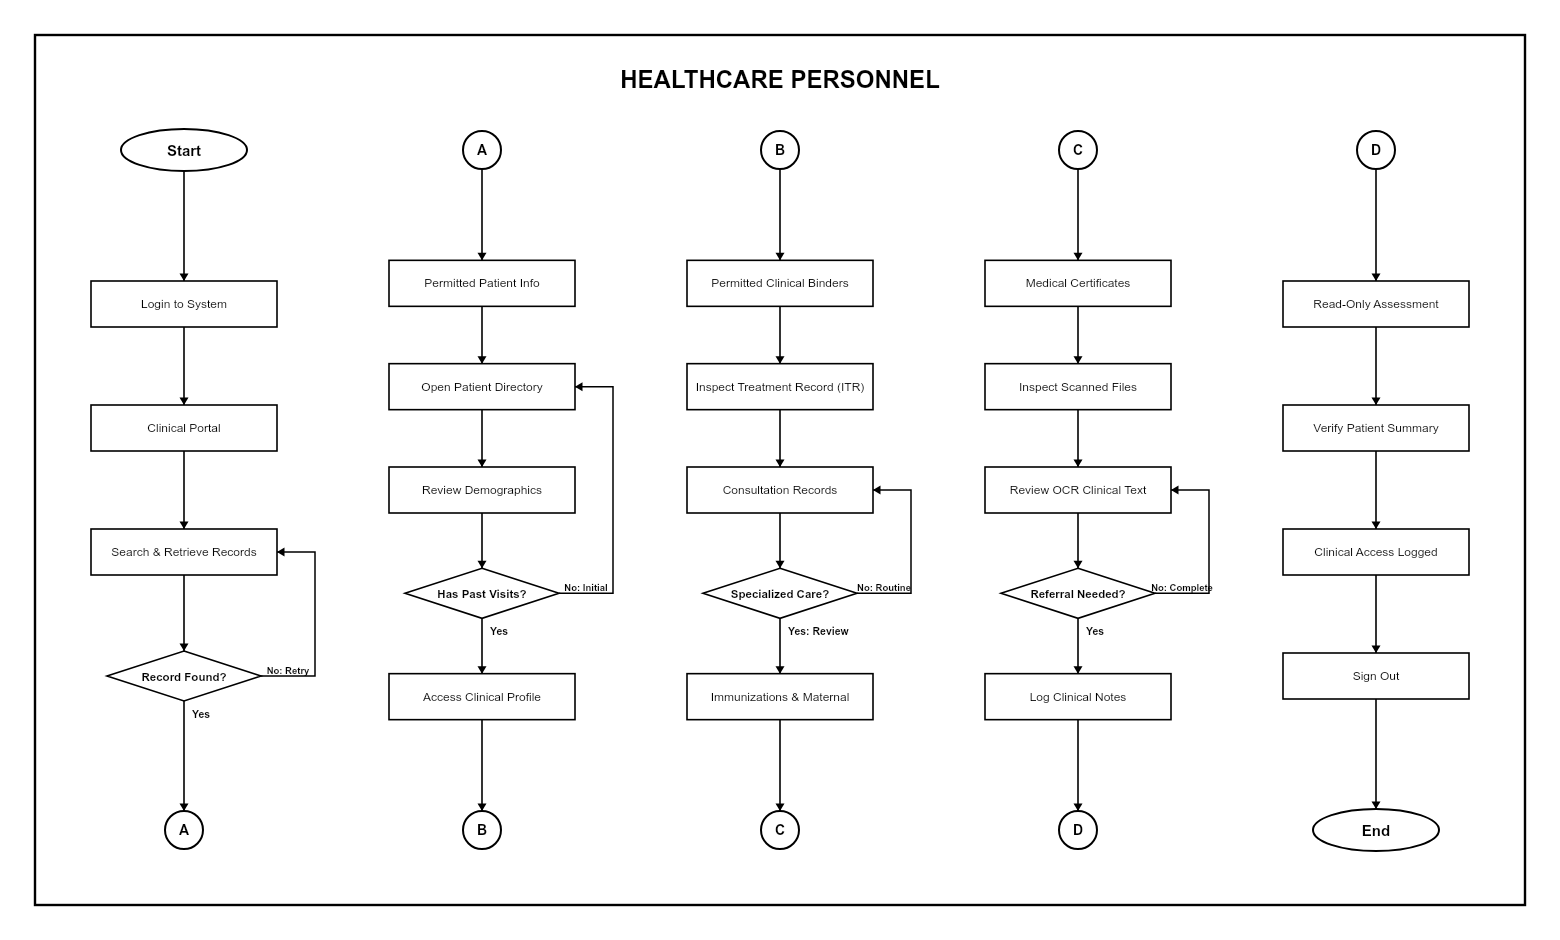 HEALTHCARE PERSONNEL
Start
Login to System
Clinical Portal
Search & Retrieve Records
Record Found?
No: Retry
Yes
A
A
Permitted Patient Info
Open Patient Directory
Review Demographics
Has Past Visits?
No: Initial
Yes
Access Clinical Profile
B
B
Permitted Clinical Binders
Inspect Treatment Record (ITR)
Consultation Records
Specialized Care?
No: Routine
Yes: Review
Immunizations & Maternal
C
C
Medical Certificates
Inspect Scanned Files
Review OCR Clinical Text
Referral Needed?
No: Complete
Yes
Log Clinical Notes
D
D
Read-Only Assessment
Verify Patient Summary
Clinical Access Logged
Sign Out
End